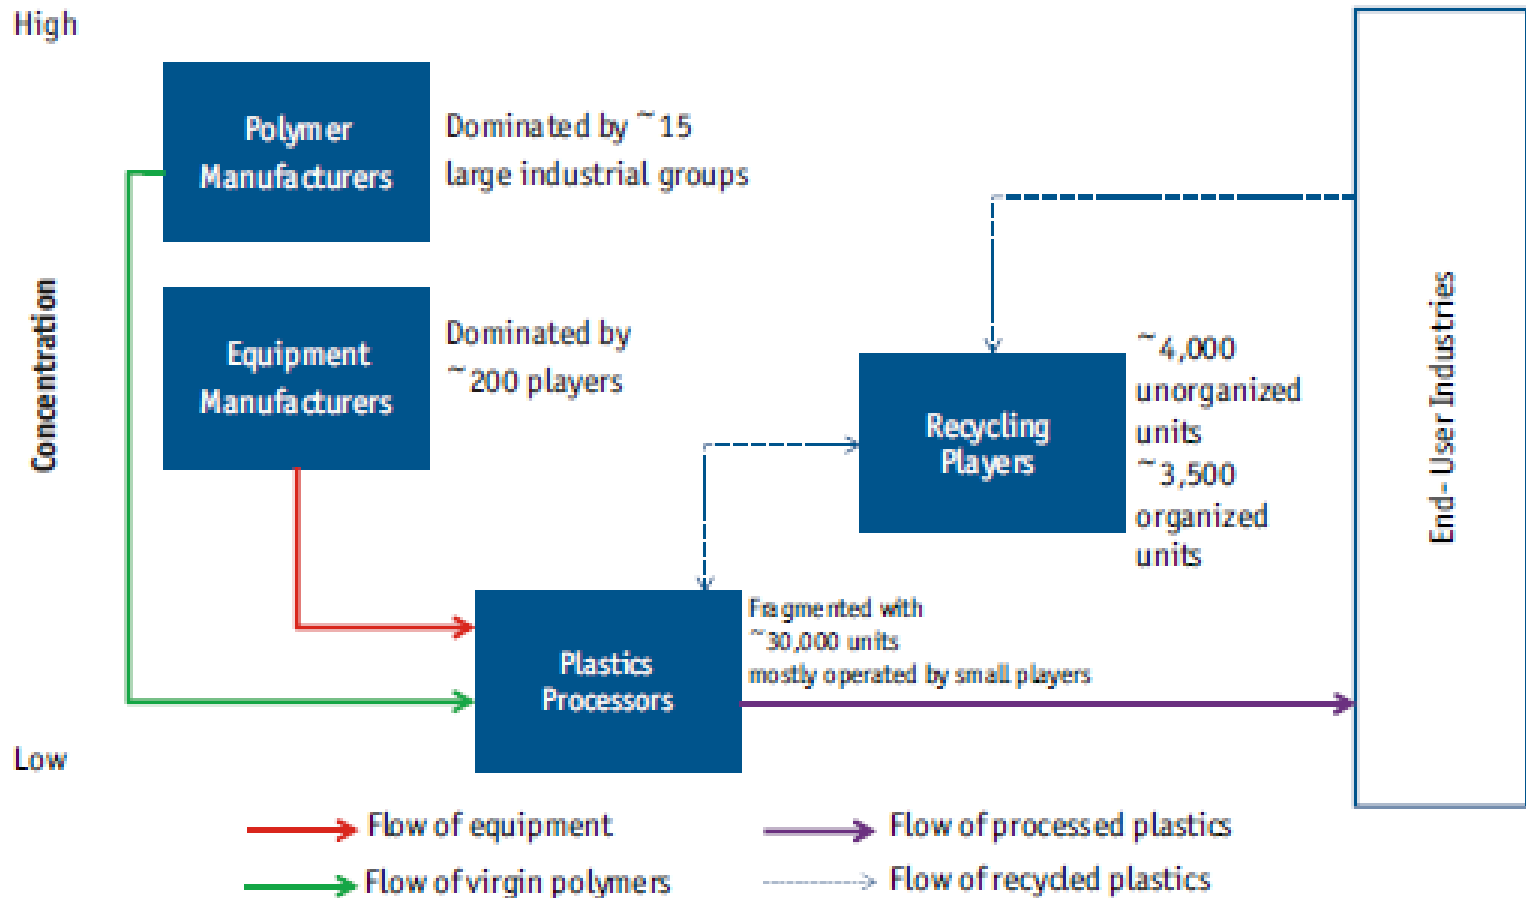 High
Polymer
Manufacturers
Dominated by ~15
large industrial groups
Concentration
Equipment
Manufacturers
Dominated by
~200 players
Recycling
Players
~4,000
unorganized
units
~3,500
organized
units
End- User Industries
Plastics
Processors
Fragmented with
~30,000 units
mostly operated by small players
Low
Flow of equipment
Flow of processed plastics
Flow of virgin polymers
Flow of recycled plastics